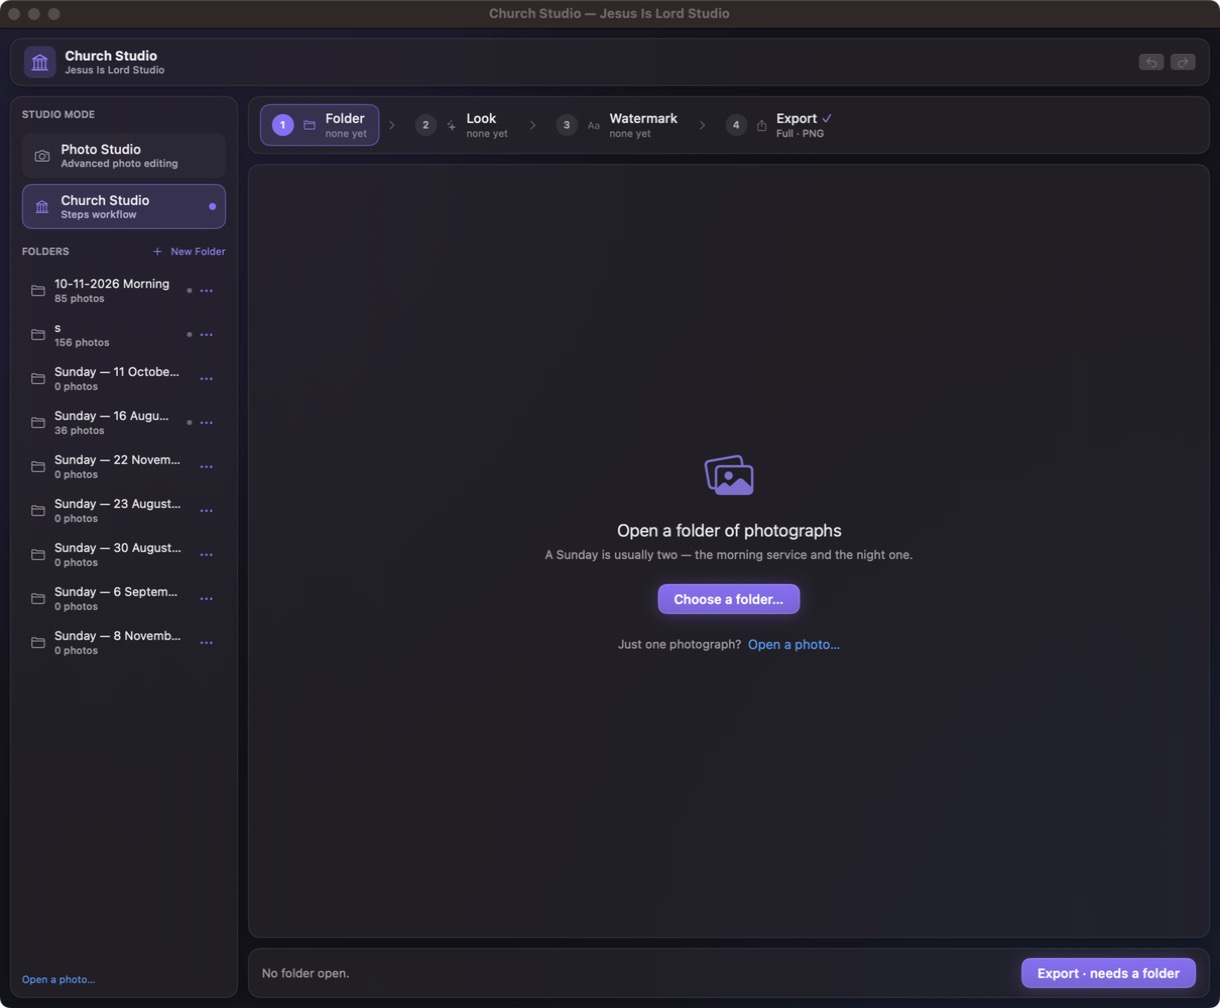 Church Studio — Jesus Is Lord Studio
Church Studio
Jesus Is Lord Studio
STUDIO MODE
Photo Studio
Advanced photo editing
Church Studio
Steps workflow
FOLDERS
+ New Folder
10-11-2026 Morning
85 photos
s
156 photos
Sunday — 11 Octobe...
0 photos
Sunday — 16 Augu...
36 photos
Sunday — 22 Novem...
0 photos
Sunday — 23 August...
0 photos
Sunday — 30 August...
0 photos
Sunday — 6 Septem...
0 photos
Sunday — 8 Novemb...
0 photos
Open a photo...
1 Folder
none yet
2 Look
none yet
3 Aa Watermark
none yet
4 Export ✓
Full · PNG
Open a folder of photographs
A Sunday is usually two — the morning service and the night one.
Choose a folder...
Just one photograph? Open a photo...
No folder open.
Export · needs a folder